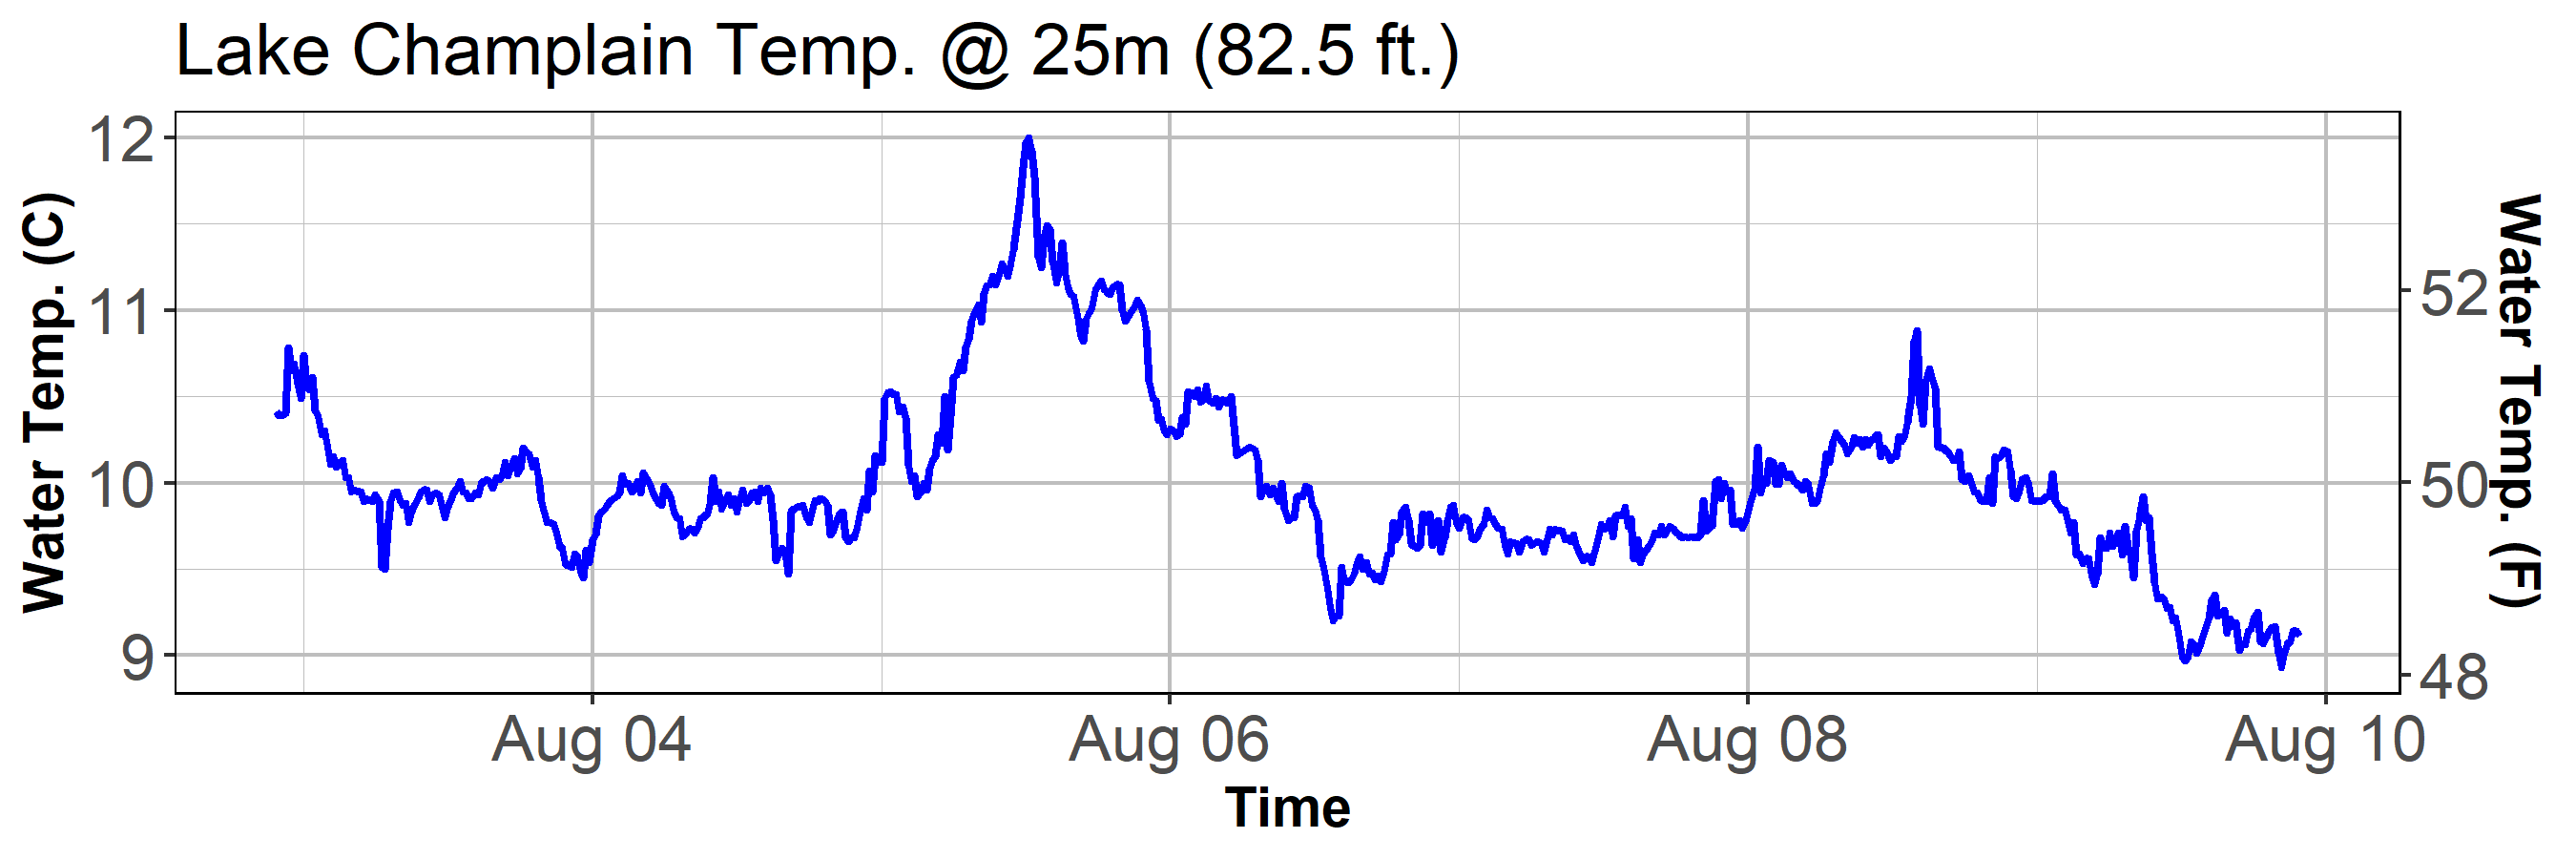 Lake Champlain Temp. @ 25m (82.5 ft.)
Water Temp. (C)
12
11
10
9
52
50
48
Water Temp. (F)
Aug 04 Aug 06 Aug 08 Aug 10
Time